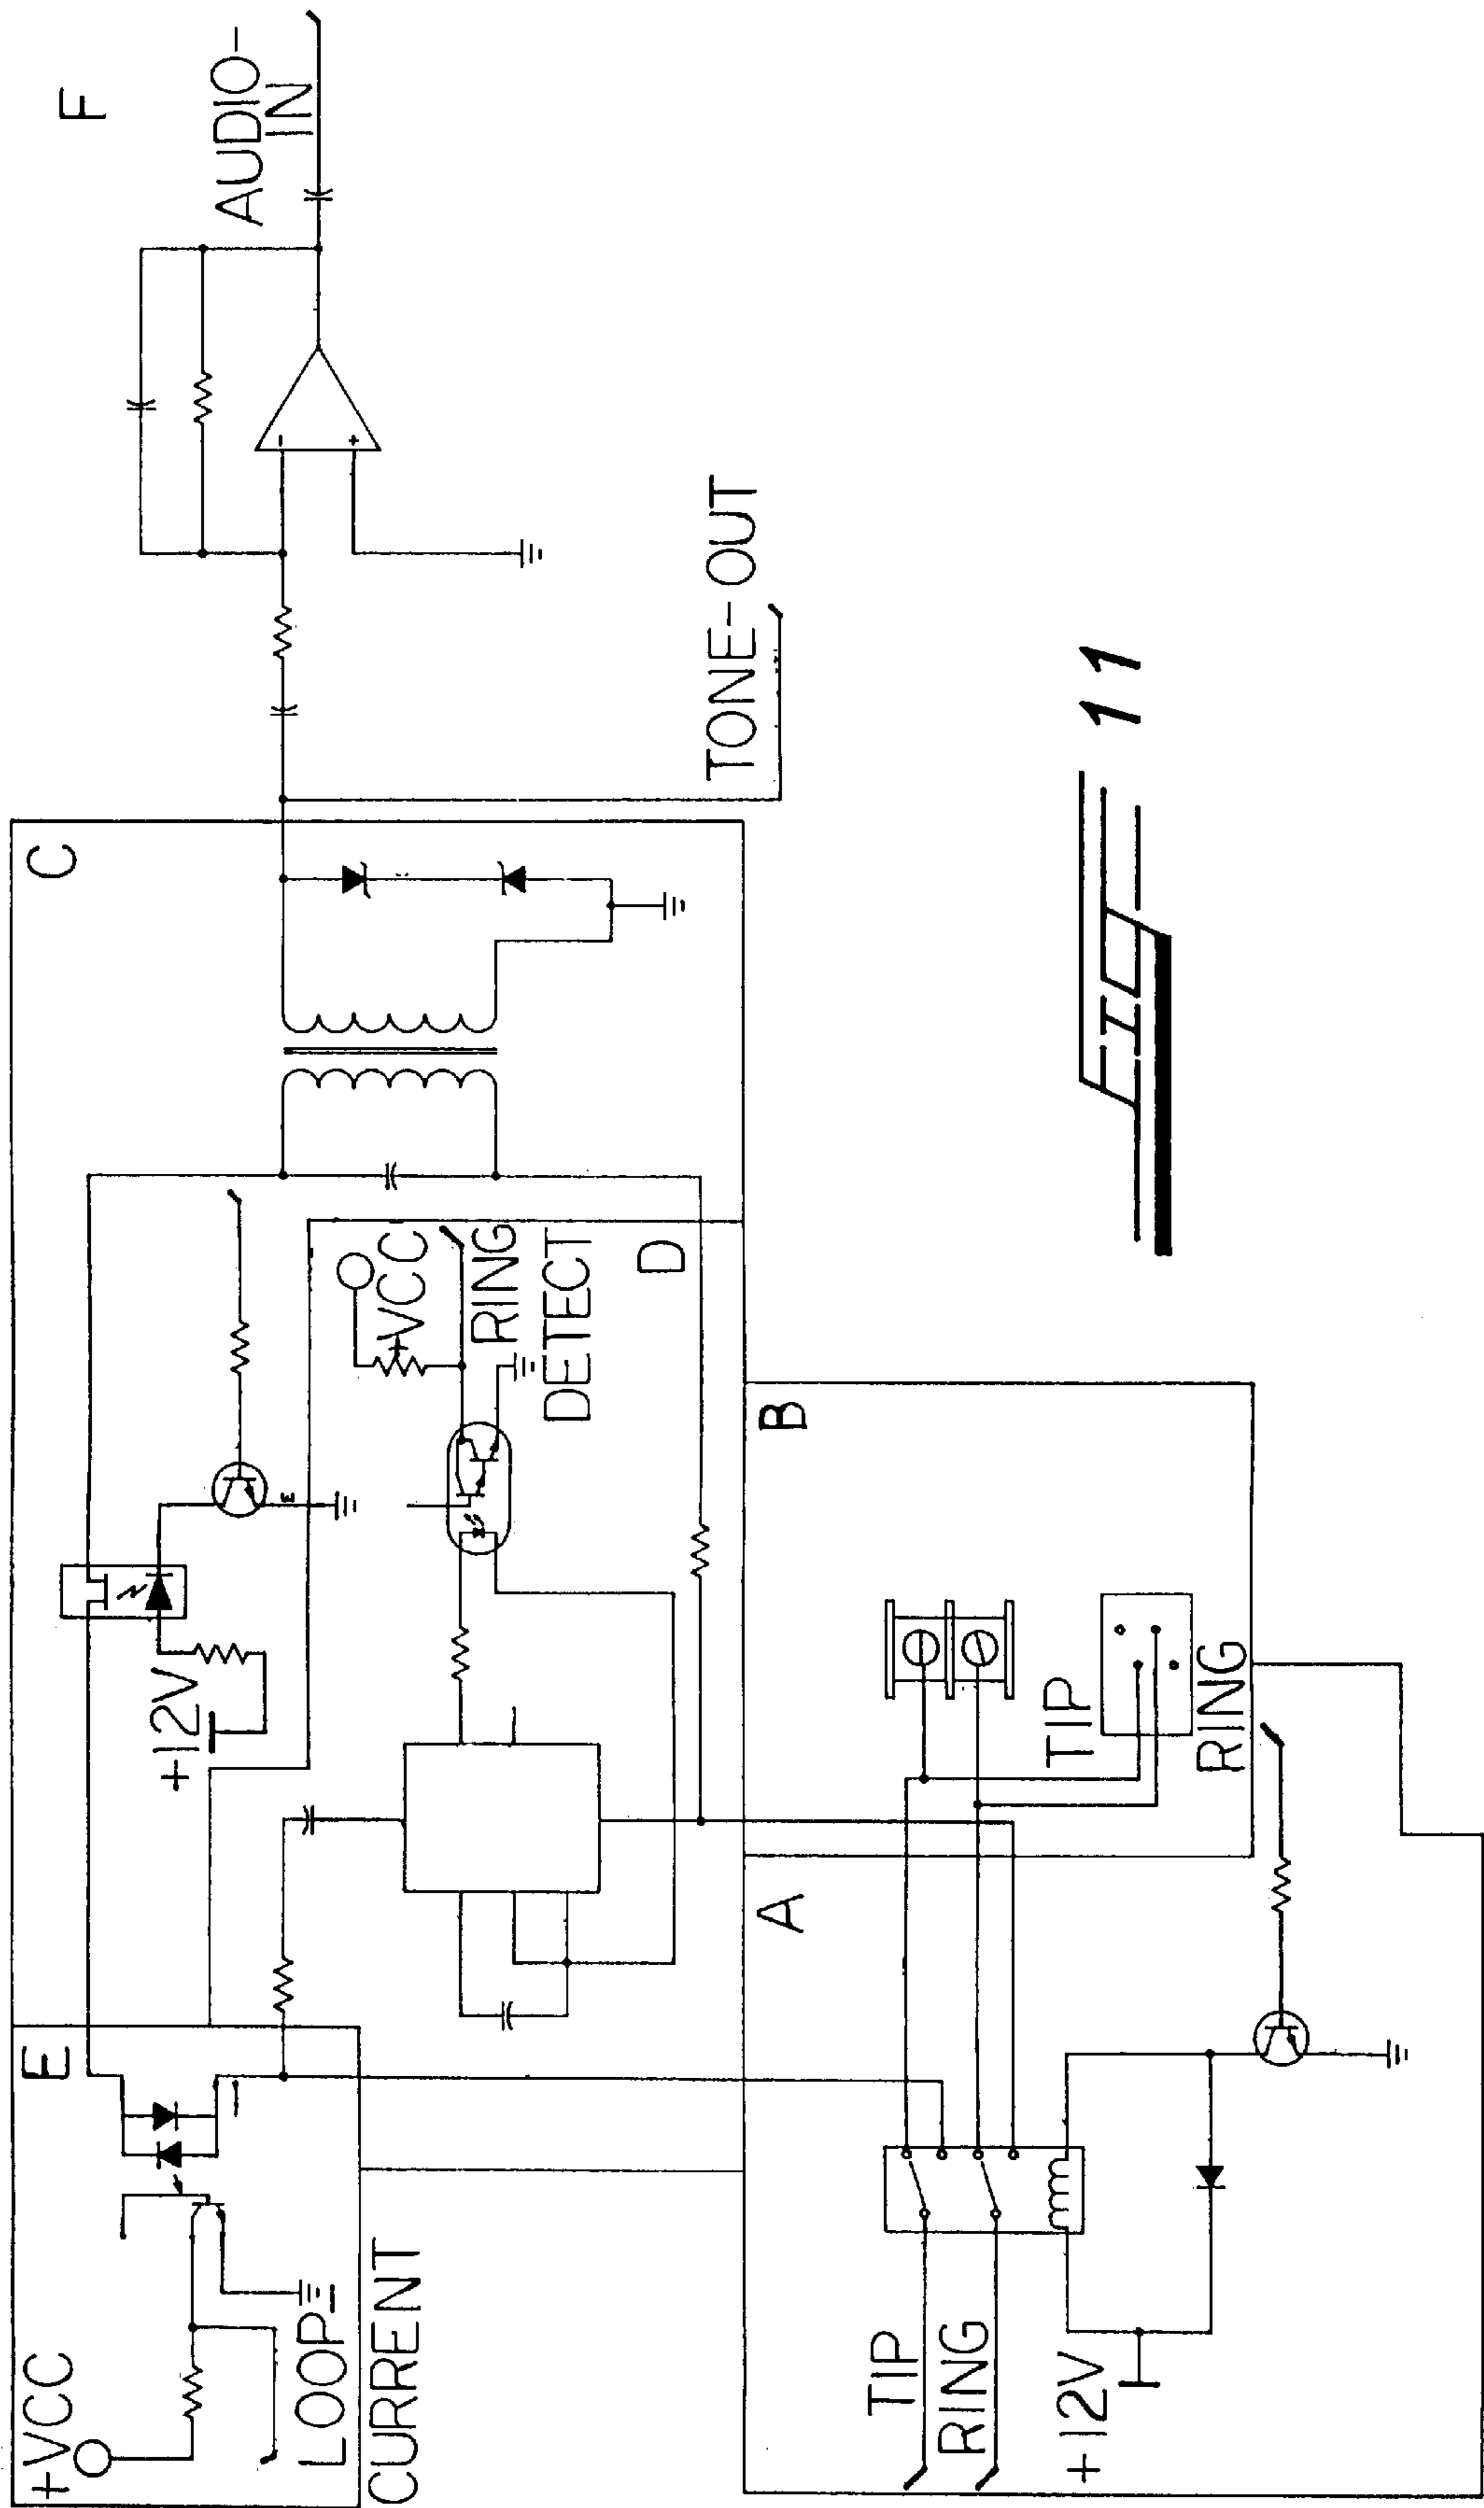 +VCC
LOOP
CURRENT
E
+12V
C
F
AUDIO-
IN
E
+VCC
RING
DETECT
D
-
+
TONE-OUT
A
B
TIP
RING
TIP
RING
+12V
FIG 11